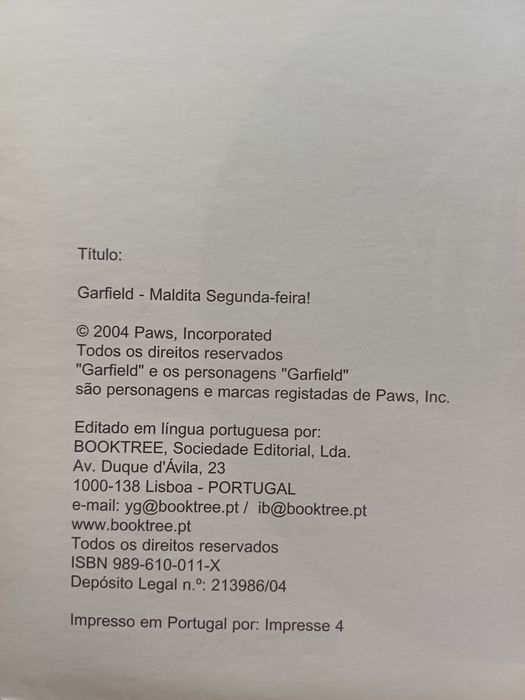 Título:
Garfield - Maldita Segunda-feira!
© 2004 Paws, Incorporated
Todos os direitos reservados
"Garfield" e os personagens "Garfield"
são personagens e marcas registadas de Paws, Inc.
Editado em língua portuguesa por:
BOOKTREE, Sociedade Editorial, Lda.
Av. Duque d'Ávila, 23
1000-138 Lisboa - PORTUGAL
e-mail: yg@booktree.pt / ib@booktree.pt
www.booktree.pt
Todos os direitos reservados
ISBN 989-610-011-X
Depósito Legal n.º: 213986/04
Impresso em Portugal por: Impresse 4